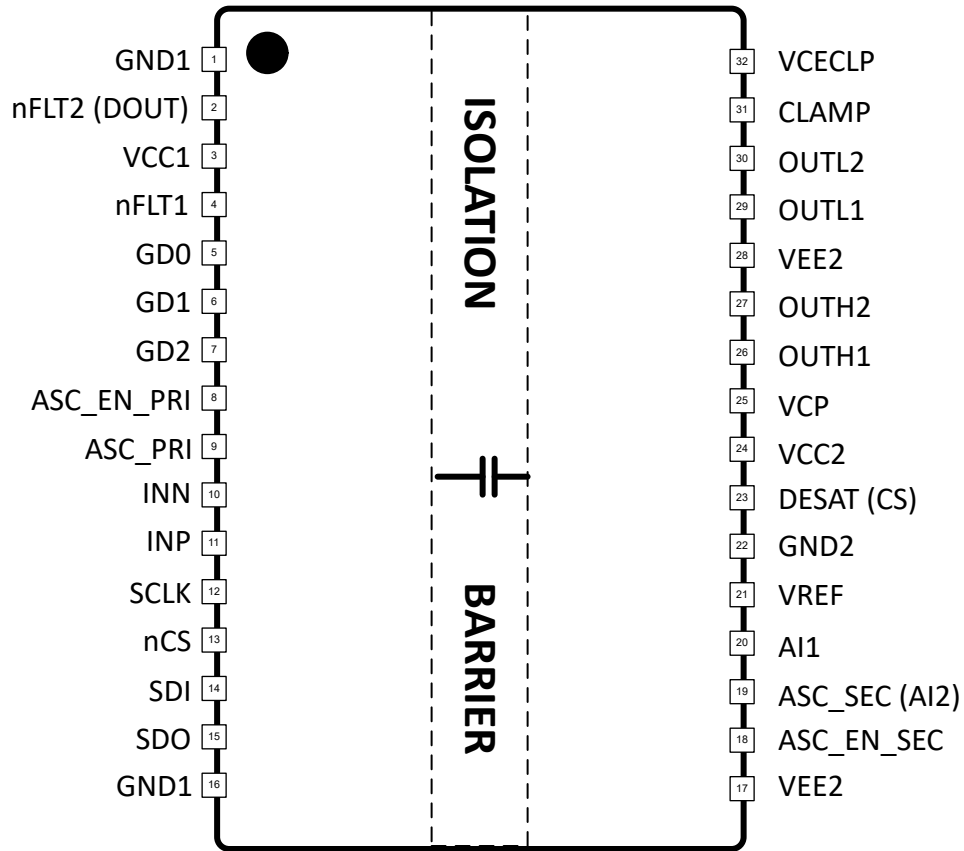 GND1 1
nFLT2 (DOUT) 2
VCC1 3
nFLT1 4
GD0 5
GD1 6
GD2 7
ASC_EN_PRI 8
ASC_PRI 9
INN 10
INP 11
SCLK 12
nCS 13
SDI 14
SDO 15
GND1 16
ISOLATION
BARRIER
32 VCECLP
31 CLAMP
30 OUTL2
29 OUTL1
28 VEE2
27 OUTH2
26 OUTH1
25 VCP
24 VCC2
23 DESAT (CS)
22 GND2
21 VREF
20 AI1
19 ASC_SEC (AI2)
18 ASC_EN_SEC
17 VEE2